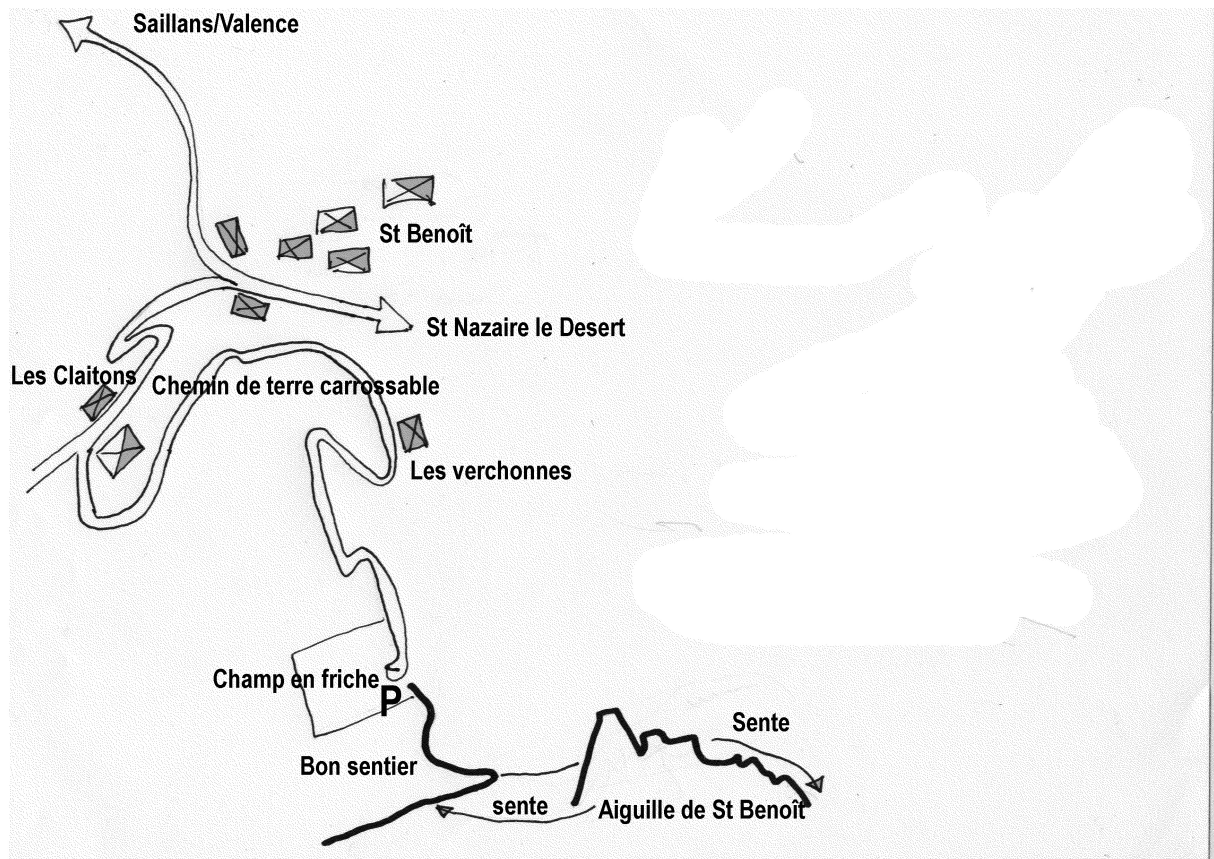 Saillans/Valence
St Benoît
St Nazaire le Desert
Les Claitons
Chemin de terre carrossable
Les verchonnes
Champ en friche
P
Sente
Bon sentier
sente
Aiguille de St Benoît